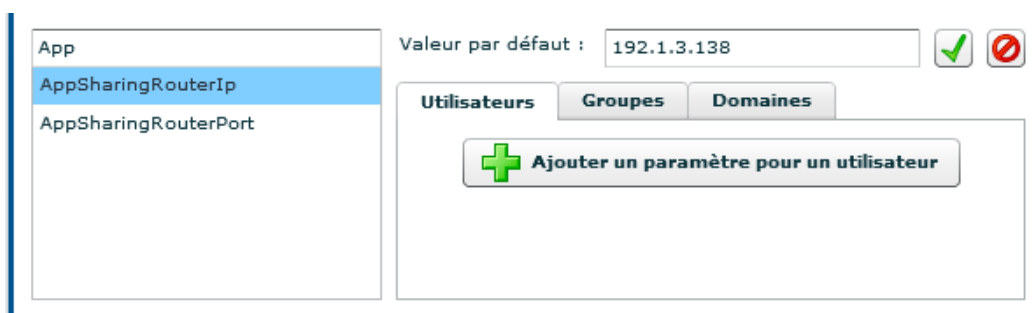 App
AppSharingRouterIp
AppSharingRouterPort
Valeur par défaut : 192.1.3.138
Utilisateurs Groupes Domaines
Ajouter un paramètre pour un utilisateur